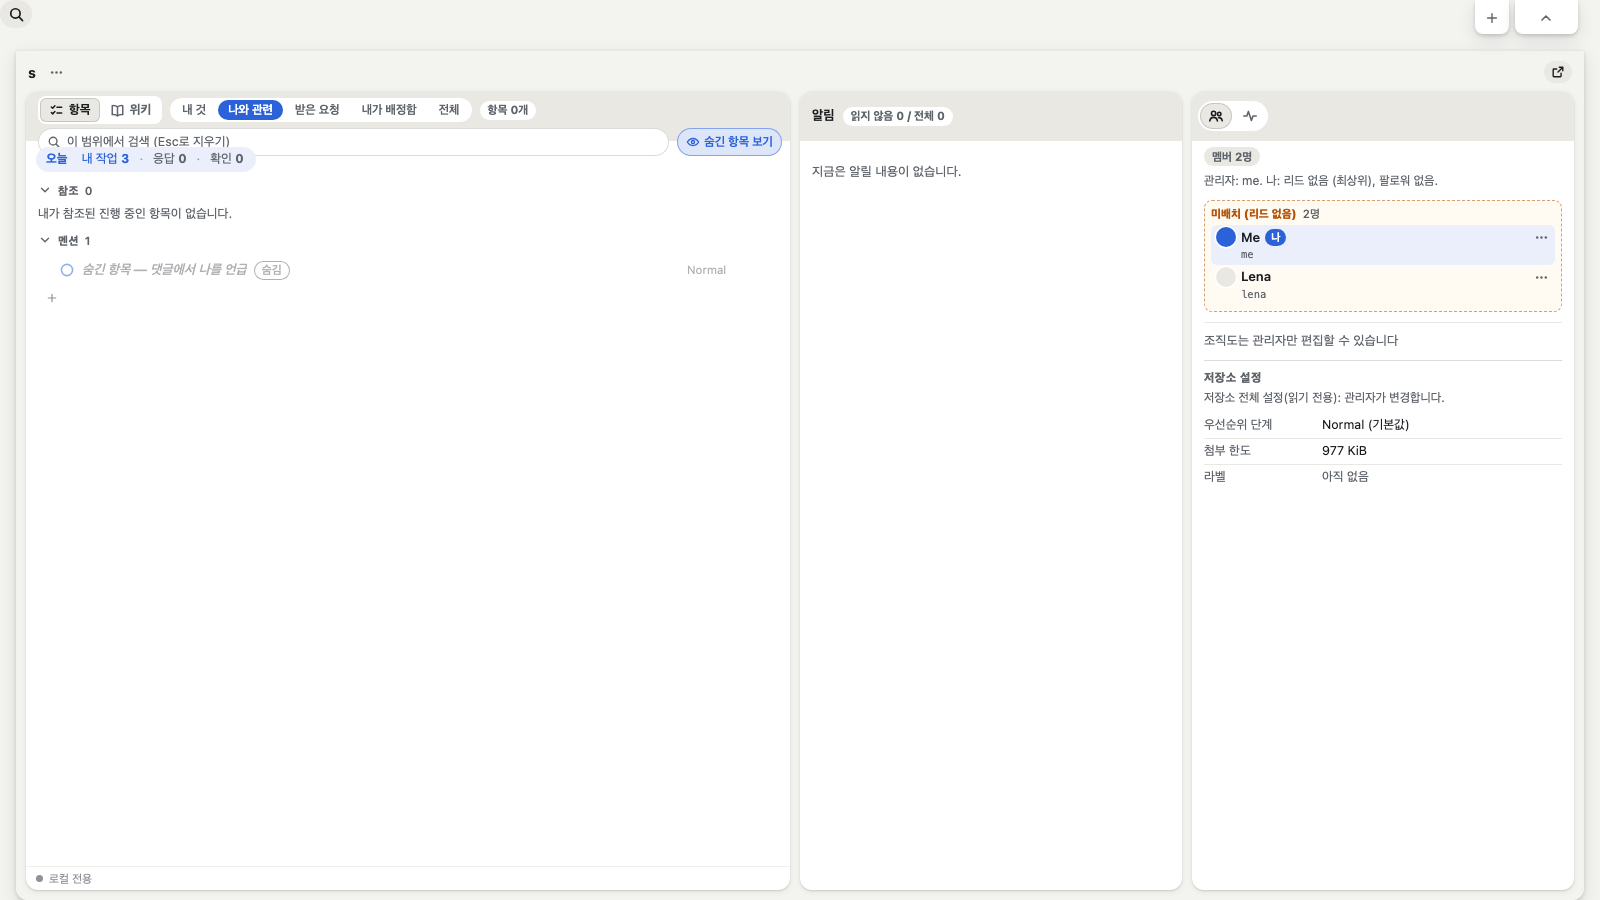 s
항목 위키 내 것 나와 관련 받은 요청 내가 배정함 전체 항목 0개
이 범위에서 검색 (Esc로 지우기) 숨긴 항목 보기
오늘 내 작업 3 · 응답 0 · 확인 0
참조 0
내가 참조된 진행 중인 항목이 없습니다.
멘션 1
숨긴 항목 — 댓글에서 나를 언급 숨김 Normal
로컬 전용
알림 읽지 않음 0 / 전체 0
지금은 알릴 내용이 없습니다.
멤버 2명
관리자: me. 나: 리드 없음 (최상위), 팔로워 없음.
미배치 (리드 없음) 2명
Me 나
me
Lena
lena
조직도는 관리자만 편집할 수 있습니다
저장소 설정
저장소 전체 설정(읽기 전용): 관리자가 변경합니다.
우선순위 단계 Normal (기본값)
첨부 한도 977 KiB
라벨 아직 없음